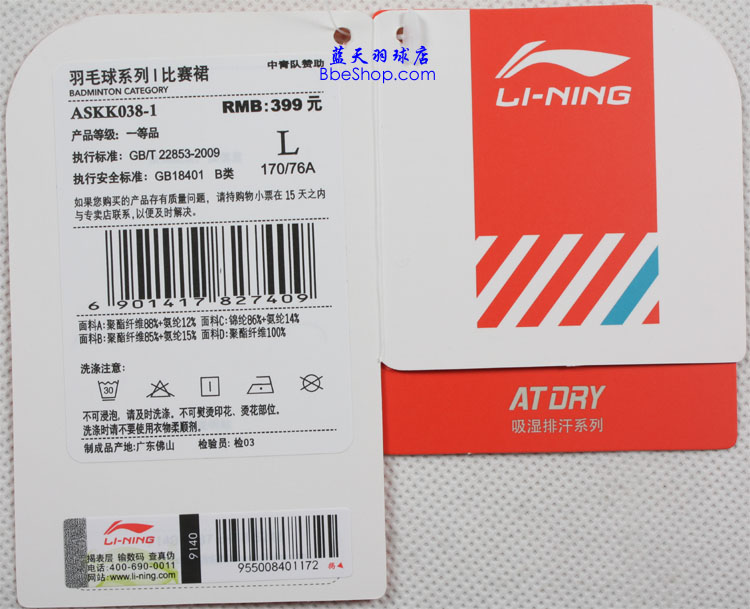 蓝天羽球店
BbeShop.com
羽毛球系列 | 比赛裙
中青队赞助
BADMINTON CATEGORY
ASKK038-1
RMB: 399 元
产品等级: 一等品
执行标准: GB/T 22853-2009
L
170/76A
执行安全标准: GB18401 B类
如果您购买的产品存有质量问题, 请持购物小票在 15 天之内
与专卖店联系,以便及时解决。
6 901417 827409
面料A: 聚酯纤维88%+氨纶12% 面料C: 锦纶86%+氨纶14%
面料B: 聚酯纤维85%+氨纶15% 面料D: 聚酯纤维100%
洗涤注意:
30
不可浸泡, 请及时洗涤. 不可熨烫印花、烫花部位。
洗涤时请不要使用衣物柔顺剂。
制成品产地: 广东佛山 检验员: 检03
LI-NING
揭表层 输数码 查真伪
电话:400-690-0011
网站:www.li-ning.com
9140
955008401172
揭▲
LI-NING
AT DRY
吸湿排汗系列